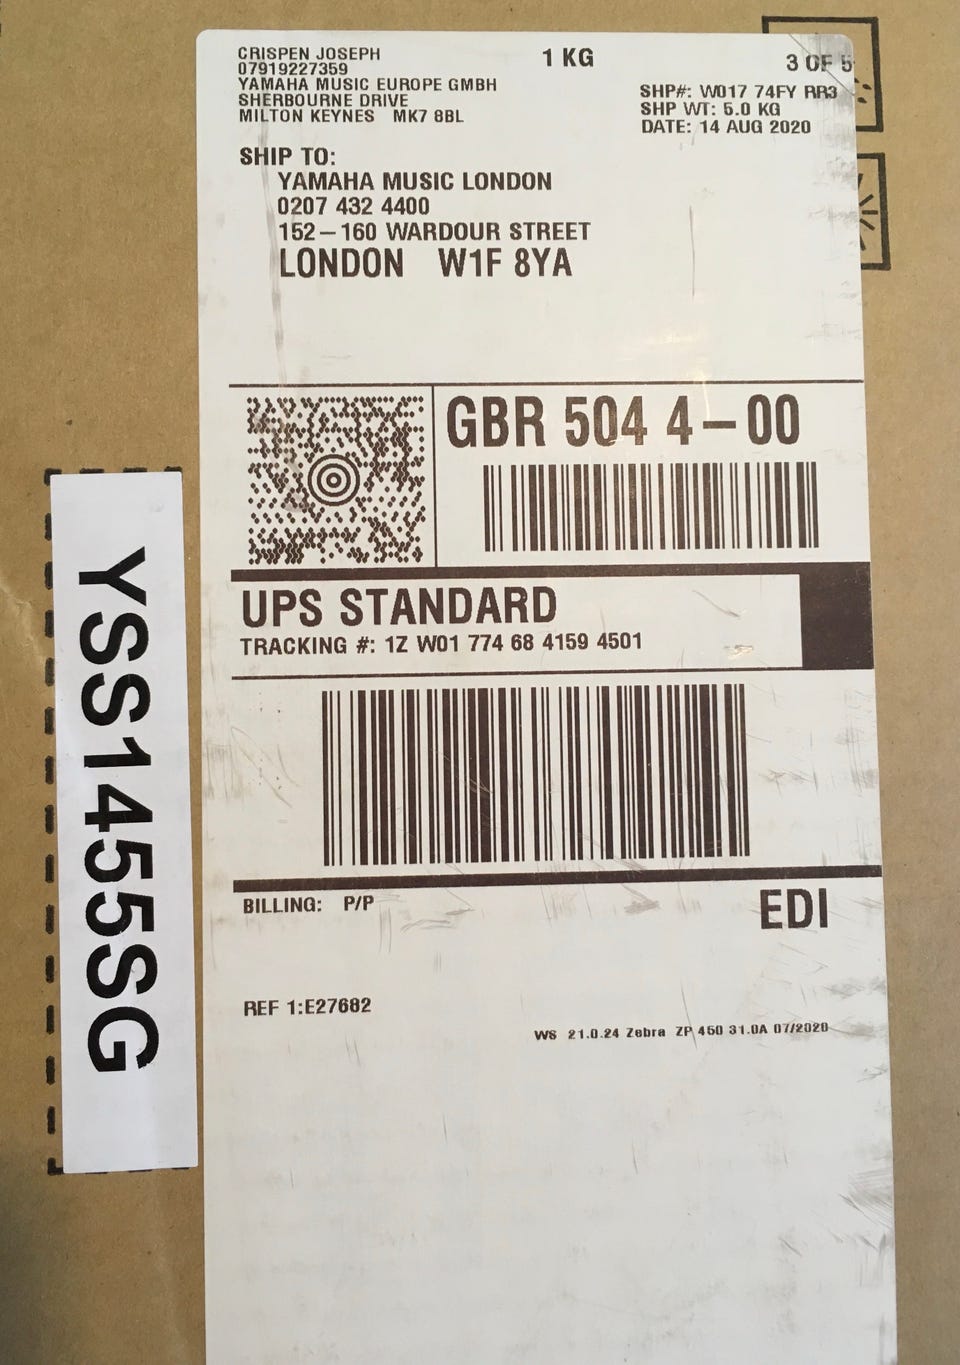 CRISPEN JOSEPH
07919227359
YAMAHA MUSIC EUROPE GMBH
SHERBOURNE DRIVE
MILTON KEYNES MK7 8BL
1 KG
3 OF 5
SHP#: W017 74FY RR3
SHP WT: 5.0 KG
DATE: 14 AUG 2020
SHIP TO:
YAMAHA MUSIC LONDON
0207 432 4400
152-160 WARDOUR STREET
LONDON W1F 8YA
GBR 504 4-00
UPS STANDARD
TRACKING #: 1Z W01 774 68 4159 4501
BILLING: P/P
EDI
REF 1:E27682
WS 21.0.24 Zebra ZP 450 31.0A 07/2020
YSS1455SG